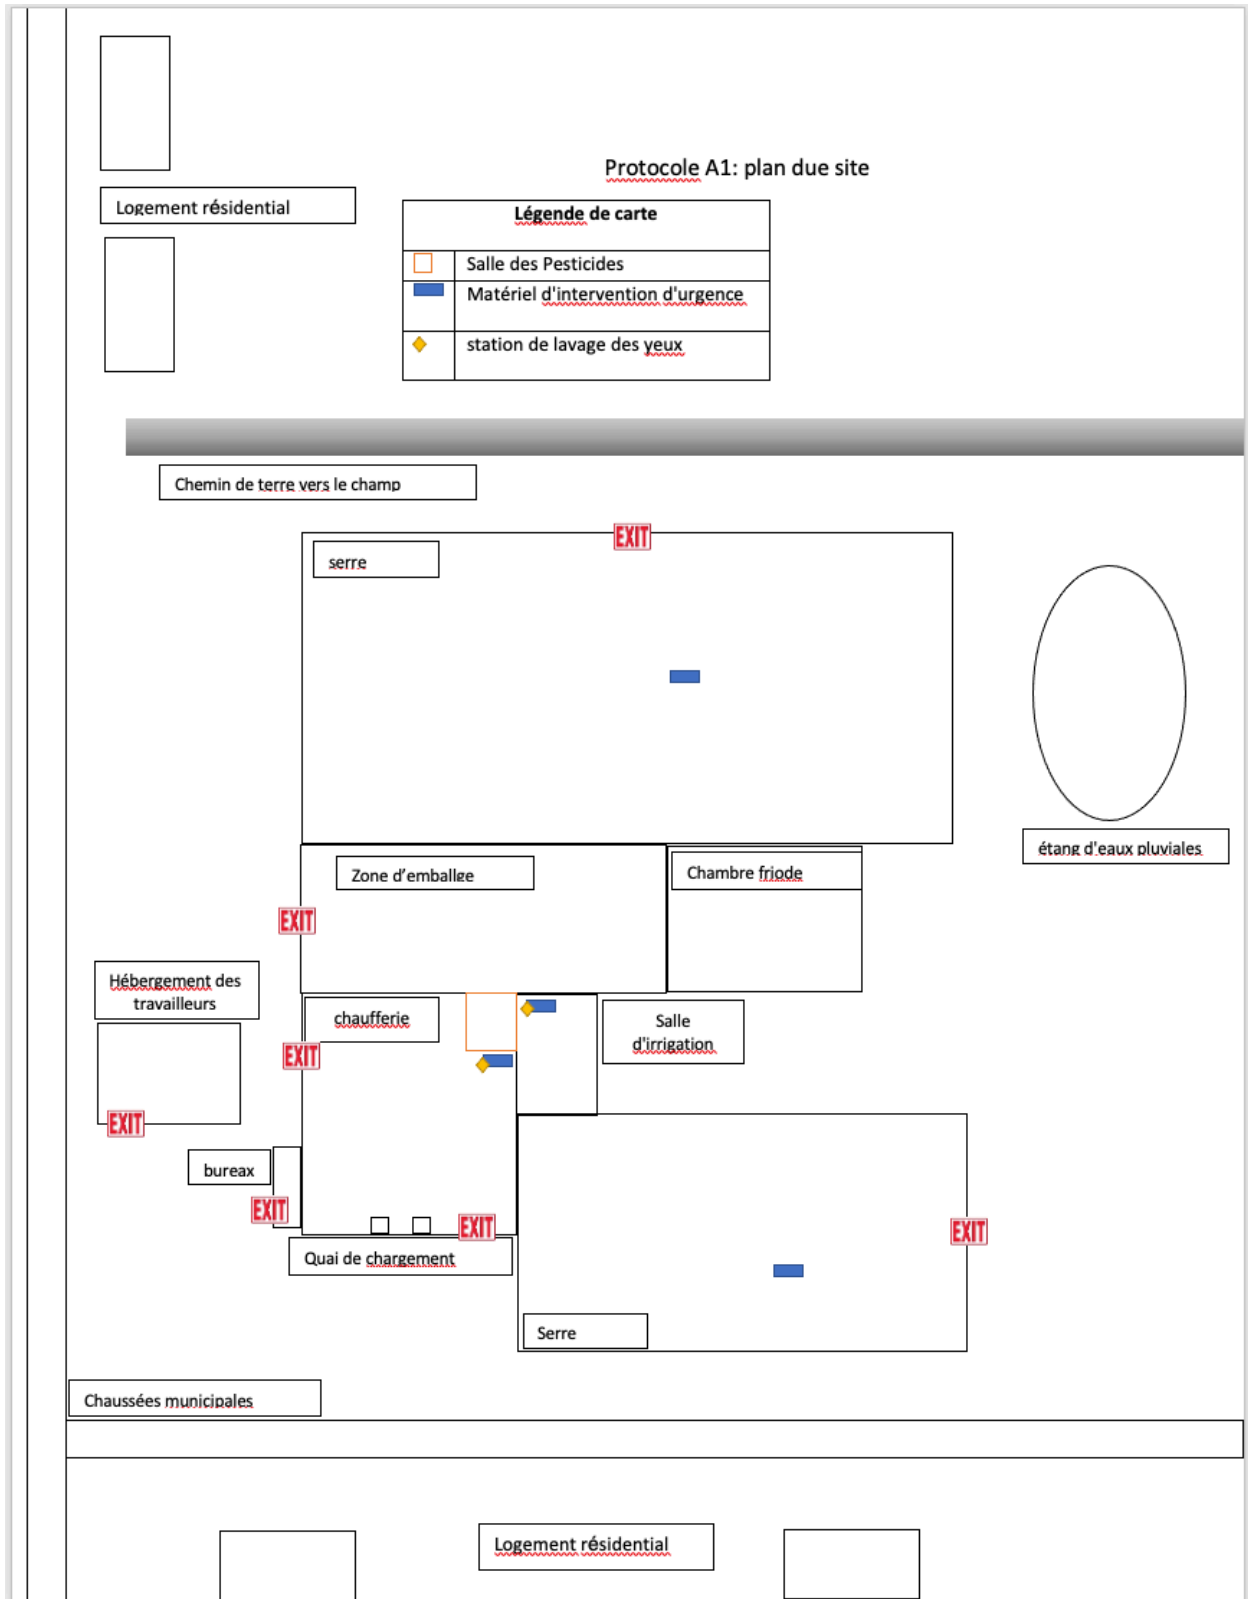 Protocole A1: plan due site
Logement résidential
Légende de carte
Salle des Pesticides
Matériel d'intervention d'urgence
station de lavage des yeux
Chemin de terre vers le champ
EXIT
serre
étang d'eaux pluviales
Zone d'emballge
Chambre friode
EXIT
Hébergement des
travailleurs
chaufferie
Salle
d'irrigation
EXIT
EXIT
bureax
EXIT
EXIT
EXIT
Quai de chargement
Serre
Chaussées municipales
Logement résidential